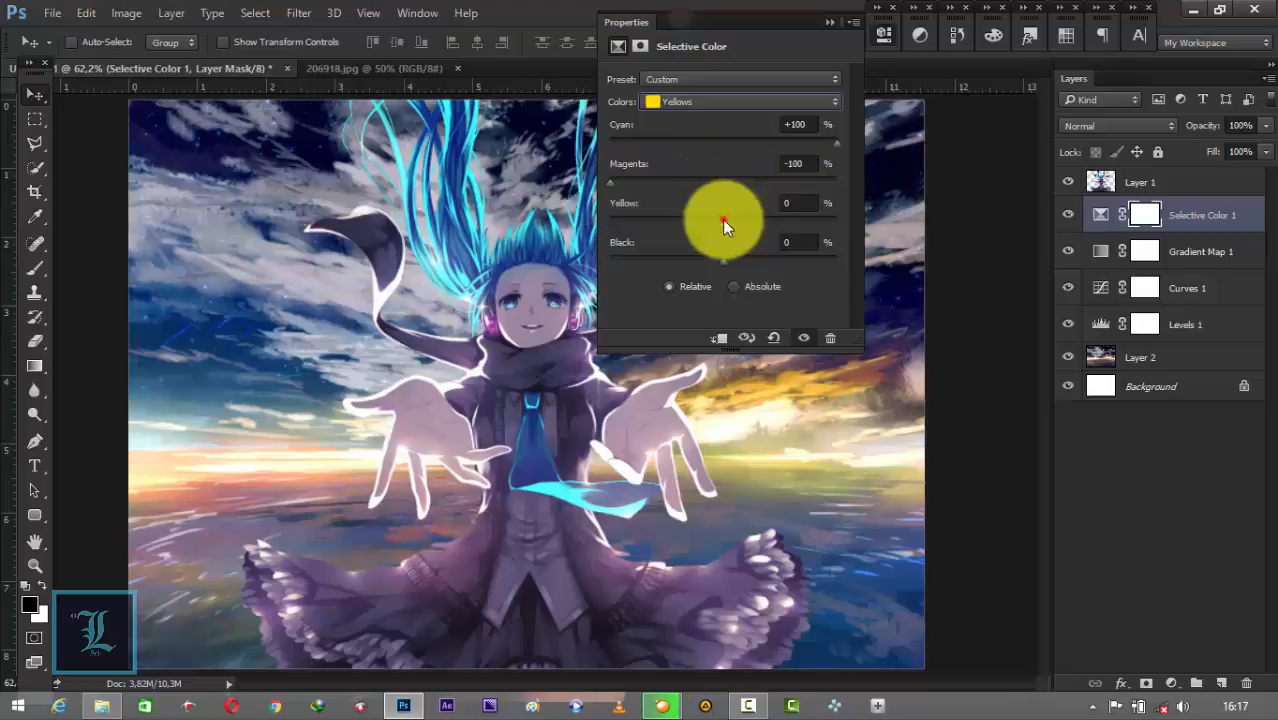 Ps File Edit Image Layer Type Select Filter 3D View Window Help
Auto-Select: Group Show Transform Controls
My Workspace
1 @ 62,2% (Selective Color 1, Layer Mask/8) * ×
206918.jpg @ 50% (RGB/8#) ×
Properties
Selective Color
Preset: Custom
Colors: Yellows
Cyan: +100 %
Magenta: -100 %
Yellow: 0 %
Black: 0 %
Relative Absolute
Layers
Kind
Normal Opacity: 100%
Lock: Fill: 100%
Layer 1
Selective Color 1
Gradient Map 1
Curves 1
Levels 1
Layer 2
Background
Doc: 3,82M/10,3M
16:17